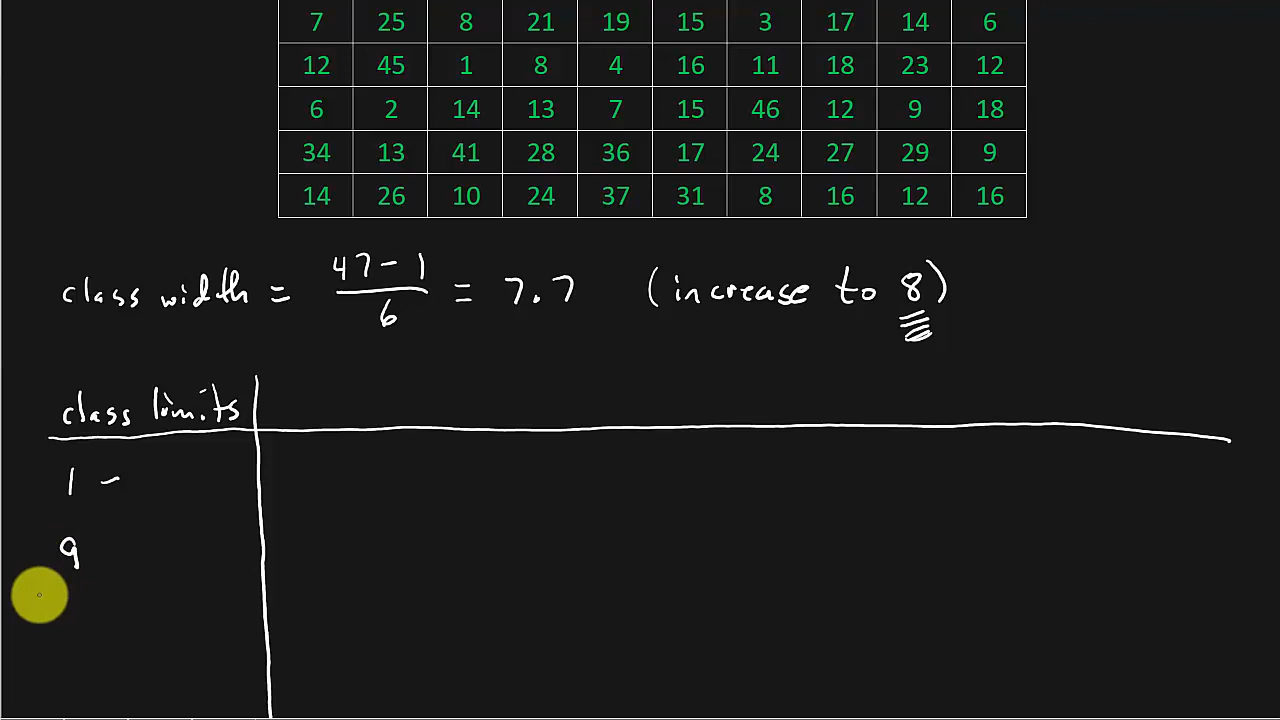 7 25 8 21 19 15 3 17 14 6
12 45 1 8 4 16 11 18 23 12
6 2 14 13 7 15 46 12 9 18
34 13 41 28 36 17 24 27 29 9
14 26 10 24 37 31 8 16 12 16
class width = 47 - 1 / 6 = 7.7 (increase to 8)
class limits
1 -
9